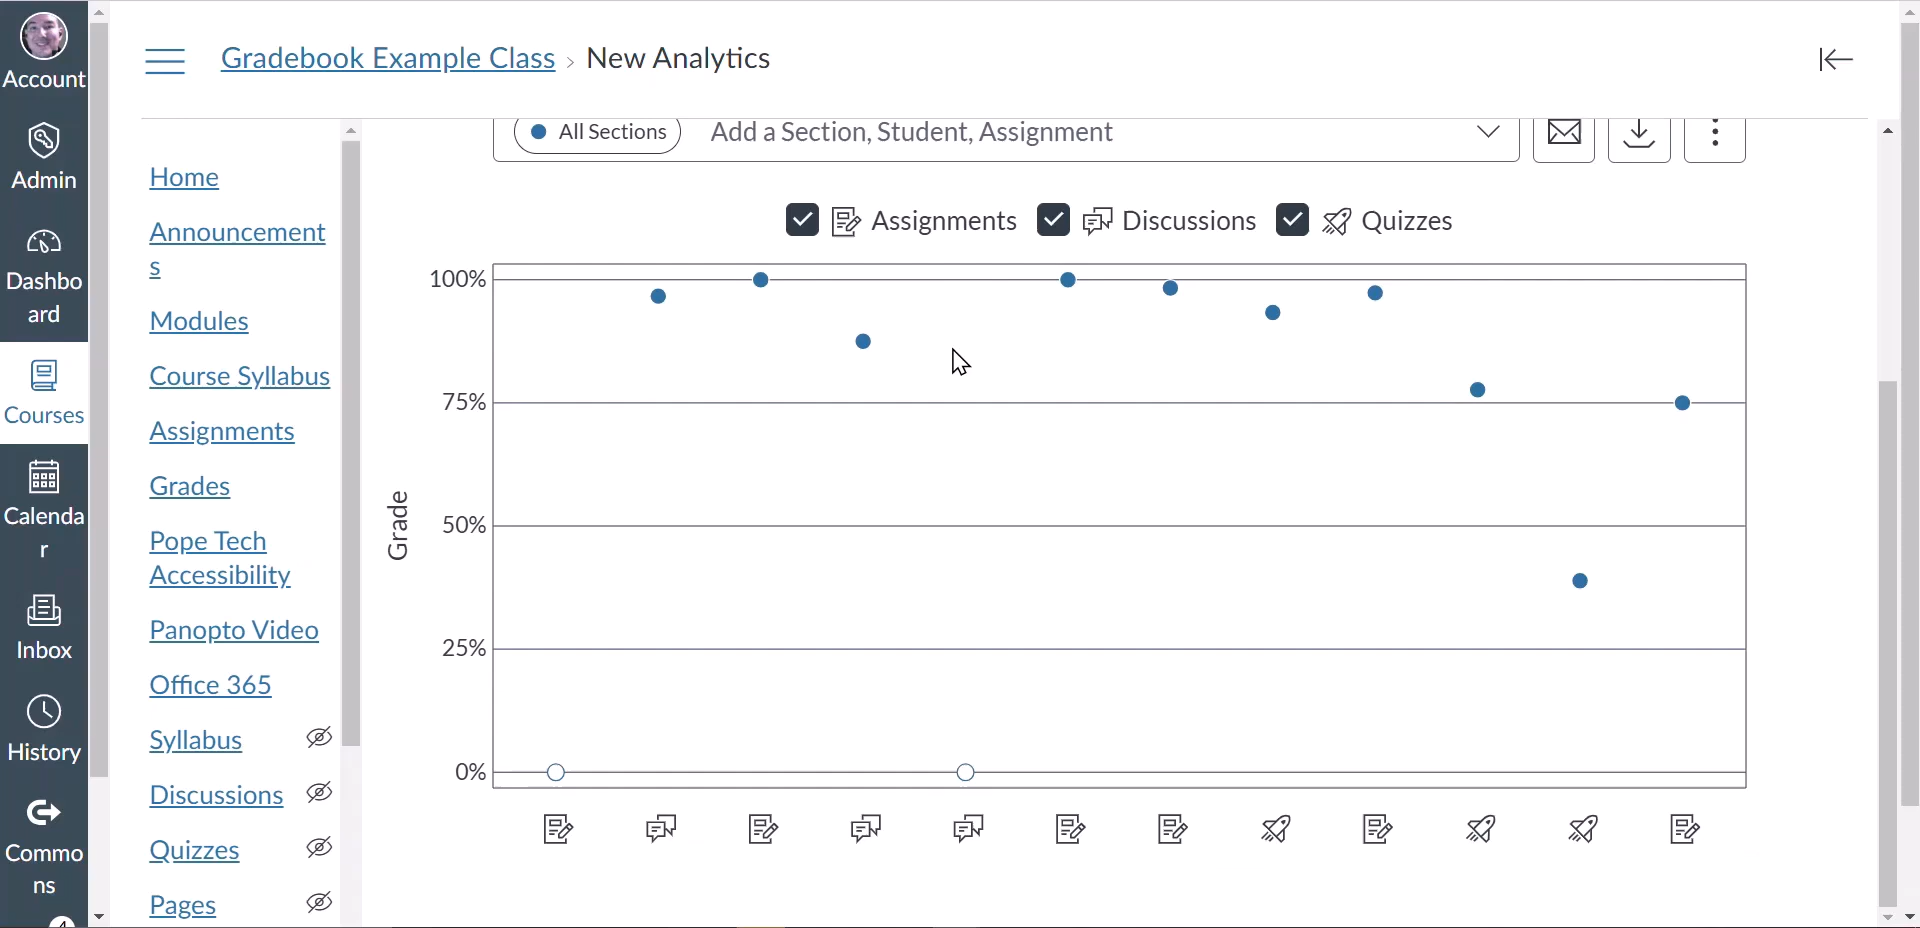 Account
Admin
Dashbo
ard
Courses
Calenda
r
Inbox
History
Commo
ns
4
Gradebook Example Class › New Analytics
Home
Announcement
s
Modules
Course Syllabus
Assignments
Grades
Pope Tech
Accessibility
Panopto Video
Office 365
Syllabus
Discussions
Quizzes
Pages
All Sections Add a Section, Student, Assignment
Assignments Discussions Quizzes
100%
75%
50%
25%
0%
Grade